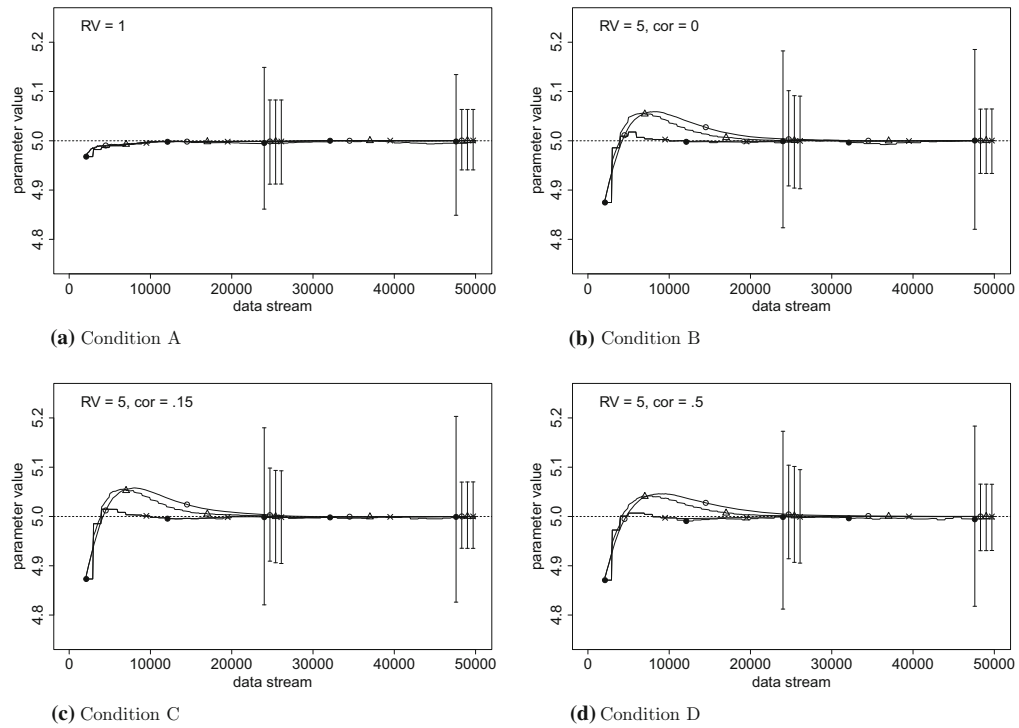 RV = 1
5.2
5.1
5.0
4.9
4.8
parameter value
0 10000 20000 30000 40000 50000
data stream
(a) Condition A
RV = 5, cor = 0
5.2
5.1
5.0
4.9
4.8
parameter value
0 10000 20000 30000 40000 50000
data stream
(b) Condition B
RV = 5, cor = .15
5.2
5.1
5.0
4.9
4.8
parameter value
0 10000 20000 30000 40000 50000
data stream
(c) Condition C
RV = 5, cor = .5
5.2
5.1
5.0
4.9
4.8
parameter value
0 10000 20000 30000 40000 50000
data stream
(d) Condition D